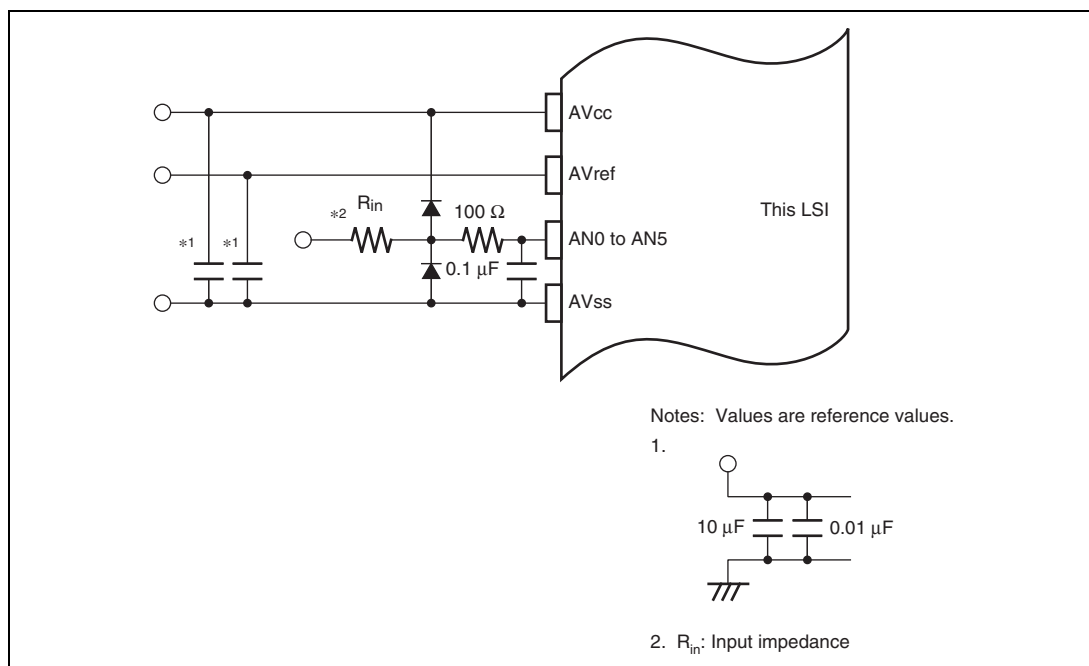 AVcc
AVref
*2 Rin 100 Ω
This LSI
*1 *1
AN0 to AN5
0.1 μF
AVss
Notes: Values are reference values.
1.
10 μF 0.01 μF
2. Rin: Input impedance